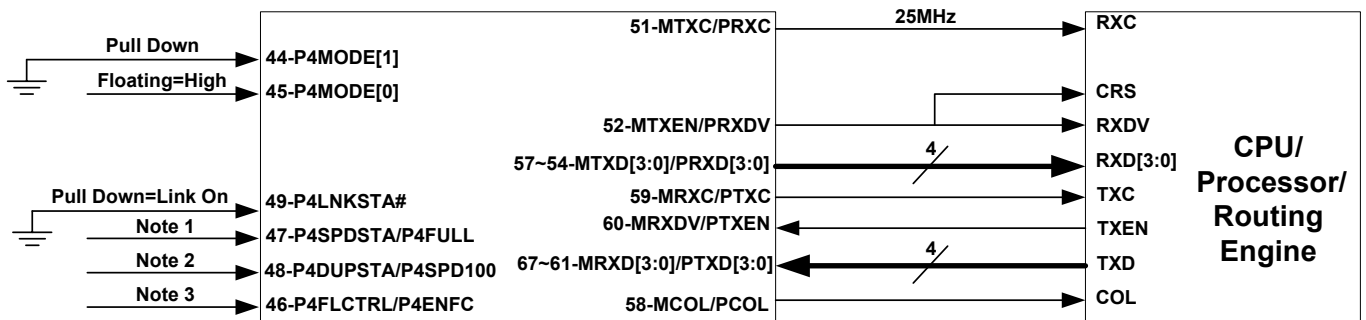 Pull Down
44-P4MODE[1]
Floating=High
45-P4MODE[0]
Pull Down=Link On
49-P4LNKSTA#
Note 1
47-P4SPDSTA/P4FULL
Note 2
48-P4DUPSTA/P4SPD100
Note 3
46-P4FLCTRL/P4ENFC
51-MTXC/PRXC
25MHz
RXC
CRS
52-MTXEN/PRXDV
RXDV
57~54-MTXD[3:0]/PRXD[3:0]
4
RXD[3:0]
59-MRXC/PTXC
TXC
60-MRXDV/PTXEN
TXEN
67~61-MRXD[3:0]/PTXD[3:0]
4
TXD
58-MCOL/PCOL
COL
CPU/
Processor/
Routing
Engine